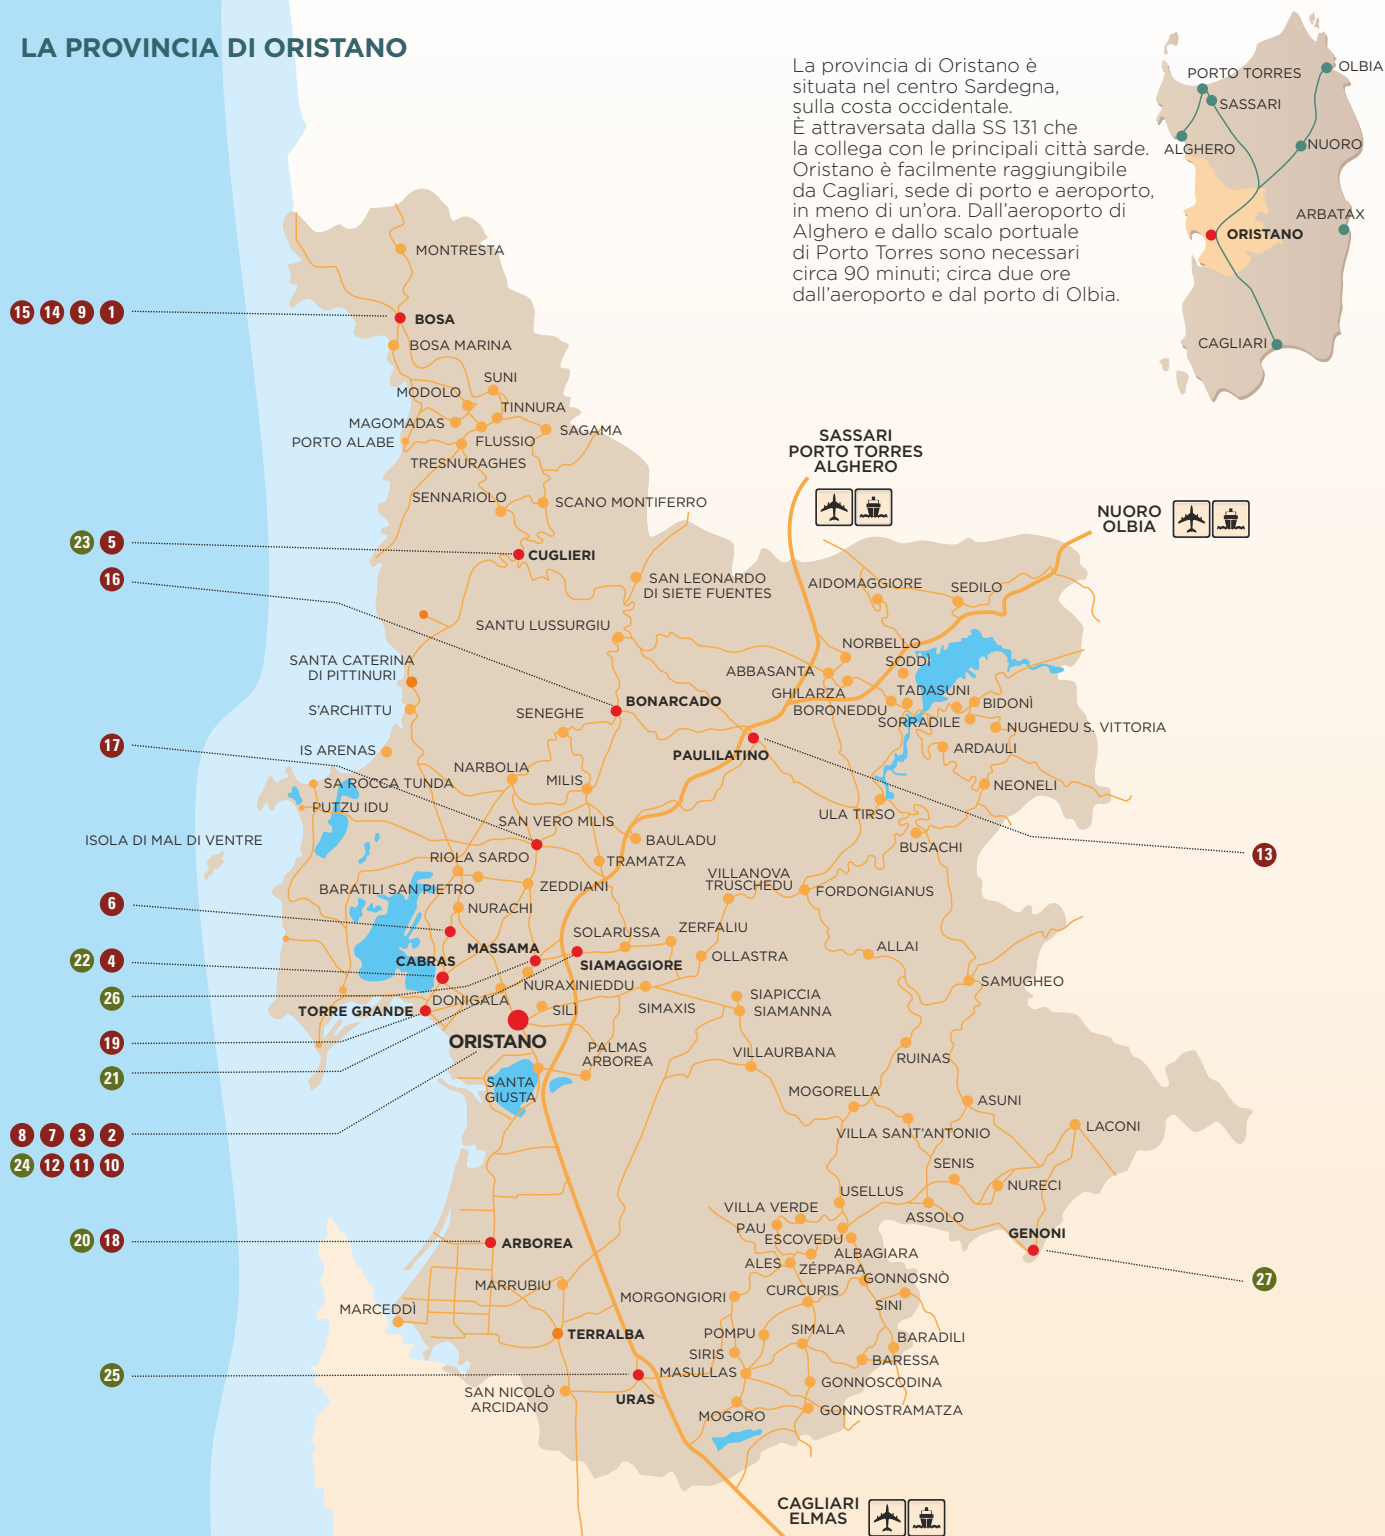 LA PROVINCIA DI ORISTANO
La provincia di Oristano è
situata nel centro Sardegna,
sulla costa occidentale.
È attraversata dalla SS 131 che
la collega con le principali città sarde.
Oristano è facilmente raggiungibile
da Cagliari, sede di porto e aeroporto,
in meno di un'ora. Dall'aeroporto di
Alghero e dallo scalo portuale
di Porto Torres sono necessari
circa 90 minuti; circa due ore
dall'aeroporto e dal porto di Olbia.
OLBIA
PORTO TORRES
SASSARI
ALGHERO
NUORO
ARBATAX
ORISTANO
CAGLIARI
MONTRESTA
15 14 9 1
BOSA
BOSA MARINA
SUNI
MODOLO
TINNURA
MAGOMADAS
SAGAMA
PORTO ALABE
FLUSSIO
TRESNURAGHES
SENNARIOLO
SCANO MONTIFERRO
SASSARI
PORTO TORRES
ALGHERO
NUORO
OLBIA
23 5
CUGLIERI
16
SAN LEONARDO
DI SIETE FUENTES
AIDOMAGGIORE
SEDILO
SANTU LUSSURGIU
NORBELLO
SODDÌ
SANTA CATERINA
DI PITTINURI
ABBASANTA
GHILARZA
TADASUNI
BONARCADO
BORONEDDU
BIDONÌ
S'ARCHITTU
SENEGHE
SORRADILE
NUGHEDU S. VITTORIA
17
IS ARENAS
PAULILATINO
ARDAULI
NARBOLIA
MILIS
SA ROCCA TUNDA
NEONELI
PUTZU IDU
SAN VERO MILIS
ULA TIRSO
ISOLA DI MAL DI VENTRE
BAULADU
BUSACHI
13
RIOLA SARDO
TRAMATZA
VILLANOVA
TRUSCHEDU
BARATILI SAN PIETRO
ZEDDIANI
FORDONGIANUS
6
NURACHI
SOLARUSSA
ZERFALIU
MASSAMA
ALLAI
22 4
CABRAS
SIAMAGGIORE
OLLASTRA
SAMUGHEO
26
NURAXINIEDDU
DONIGALA
SIAPICCIA
TORRE GRANDE
SILÌ
SIMAXIS
SIAMANNA
19
ORISTANO
PALMAS
ARBOREA
VILLAURBANA
RUINAS
21
SANTA
GIUSTA
MOGORELLA
ASUNI
LACONI
8 7 3 2
VILLA SANT'ANTONIO
24 12 11 10
SENIS
NURECI
USELLUS
VILLA VERDE
ASSOLO
PAU
ESCOVEDU
GENONI
20 18
ARBOREA
ALBAGIARA
ALES
ZÉPPARA
27
MARRUBIU
GONNOSNÒ
CURCURIS
MORGONGIORI
SINI
MARCEDDÌ
TERRALBA
POMPU
SIMALA
BARADILI
SIRIS
BARESSA
25
MASULLAS
GONNOSCODINA
SAN NICOLÒ
ARCIDANO
URAS
MOGORO
GONNOSTRAMATZA
CAGLIARI
ELMAS